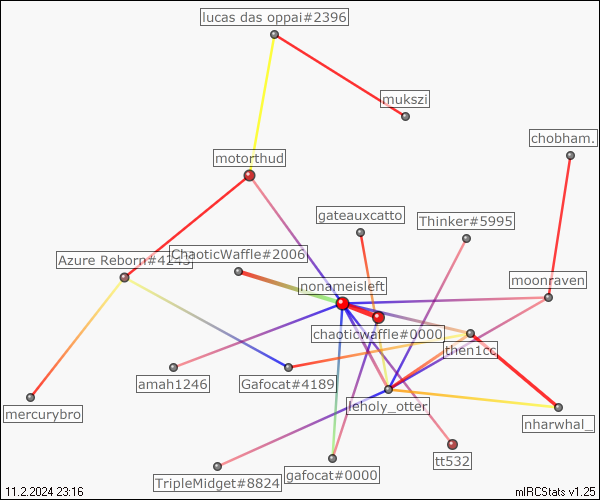 lucas das oppai#2396
mukszi
chobham.
motorthud
gateauxcatto
Thinker#5995
ChaoticWaffle#2006
Azure Reborn#4243
nonameisleft
moonraven
chaoticwaffle#0000
then1cc
amah1246
Gafocat#4189
leholy_otter
mercurybro
nharwhal_
tt532
gafocat#0000
TripleMidget#8824
11.2.2024 23:16
mIRCStats v1.25